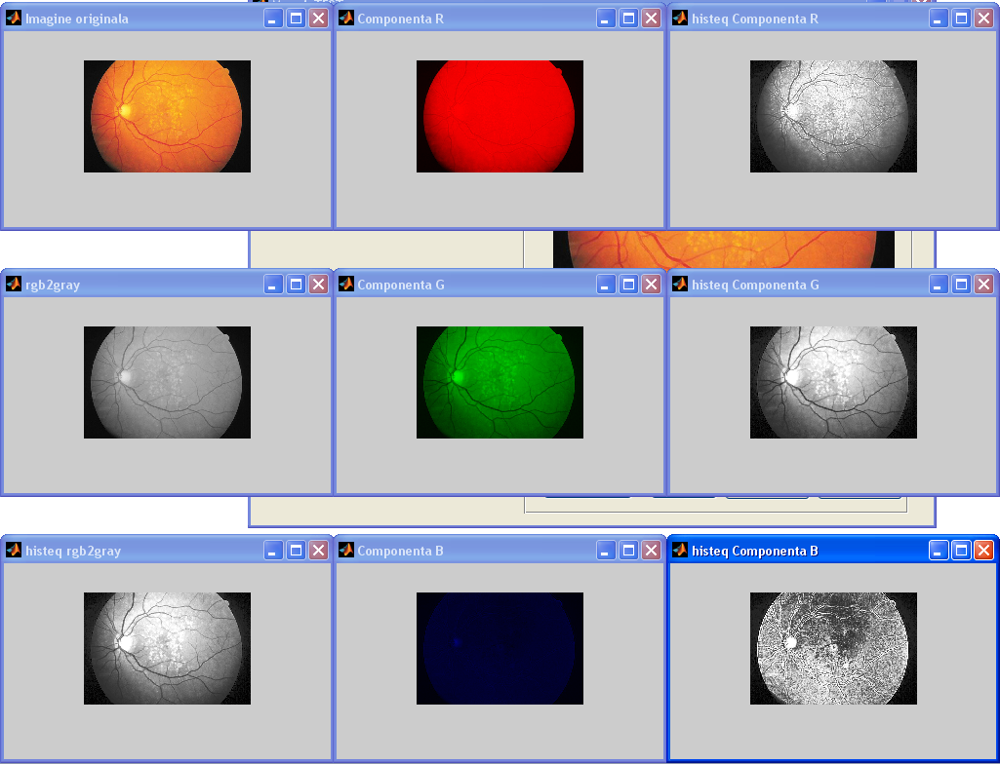 Imagine originala
Componenta R
histeq Componenta R
rgb2gray
Componenta G
histeq Componenta G
histeq rgb2gray
Componenta B
histeq Componenta B